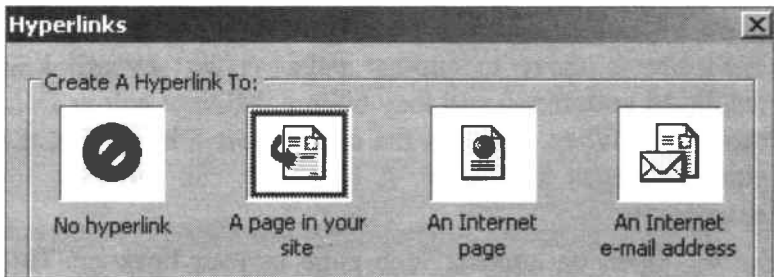 Hyperlinks
Create A Hyperlink To:
No hyperlink
A page in your
site
An Internet
page
An Internet
e-mail address